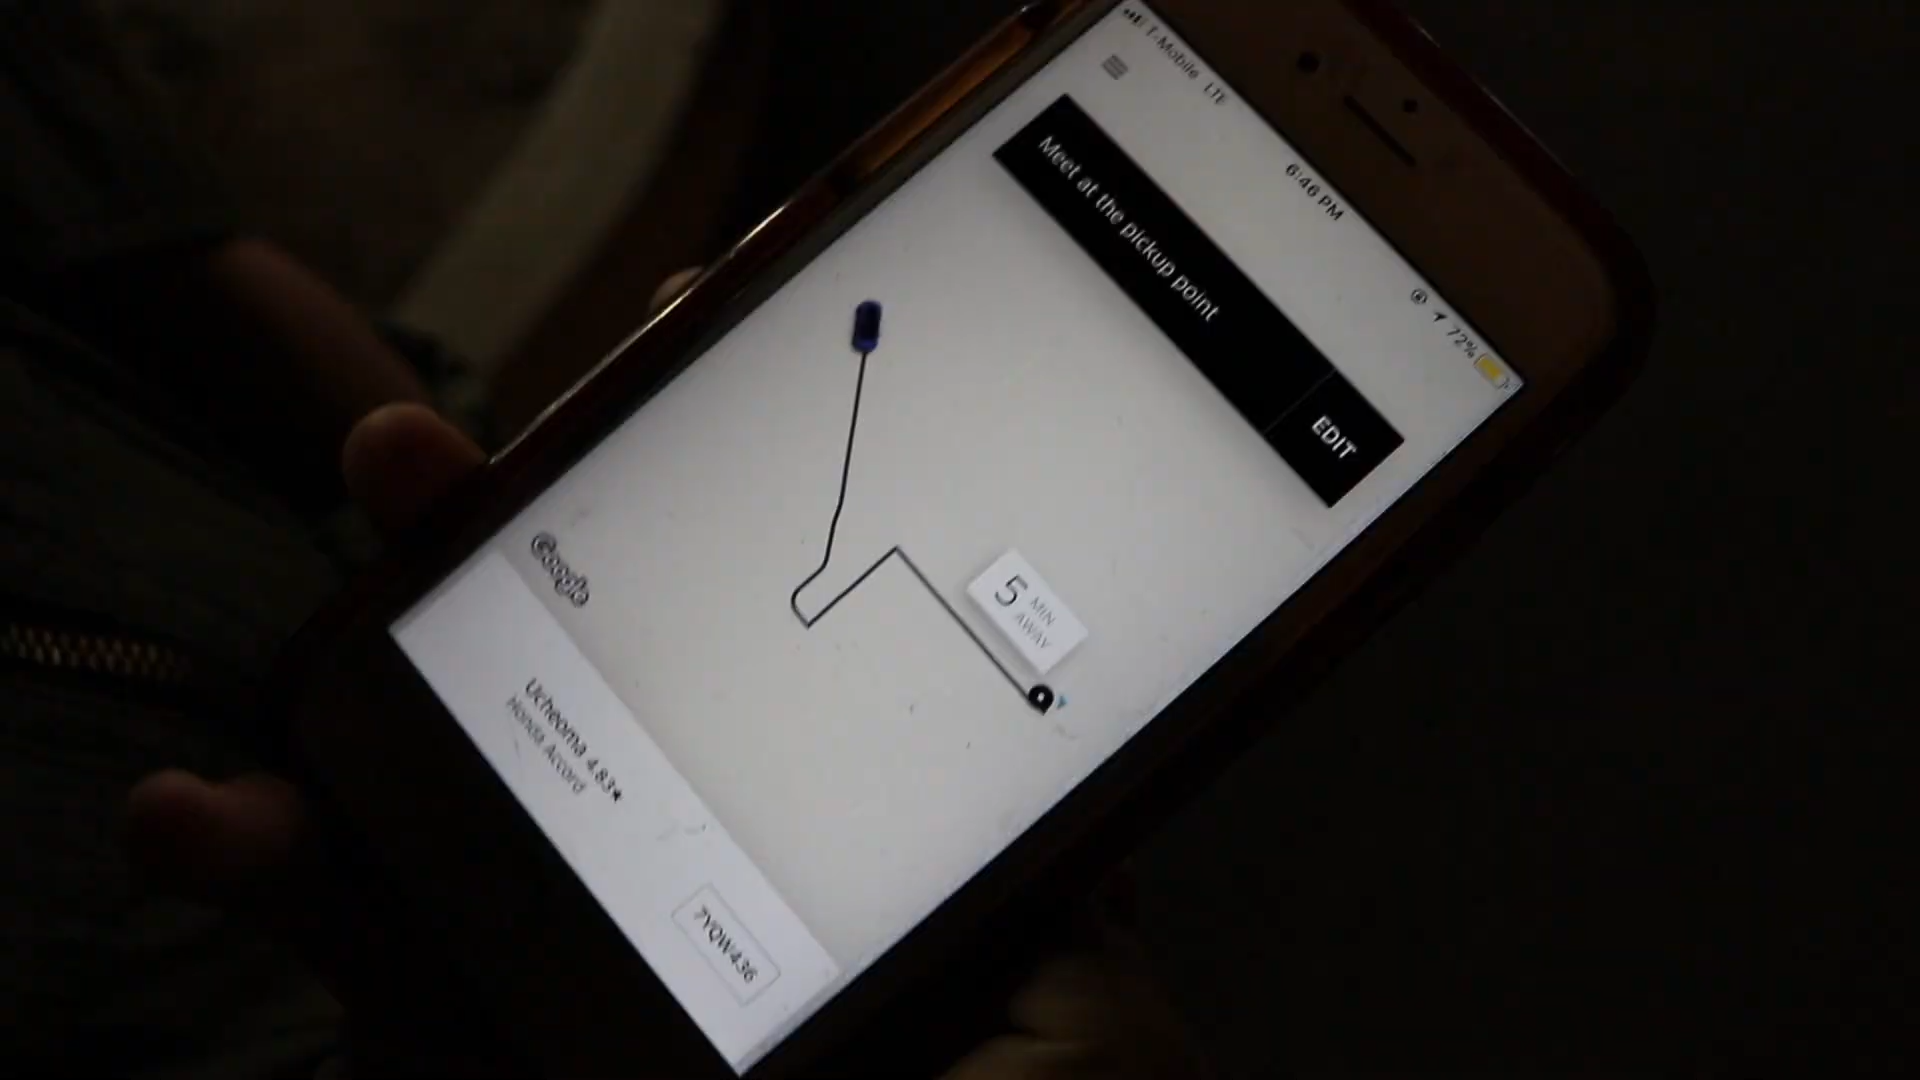 T-Mobile LTE
6:46 PM
72%
Meet at the pickup point
EDIT
5 MIN
AWAY
Google
Ucheoma 4.83★
Honda Accord
7YQW436